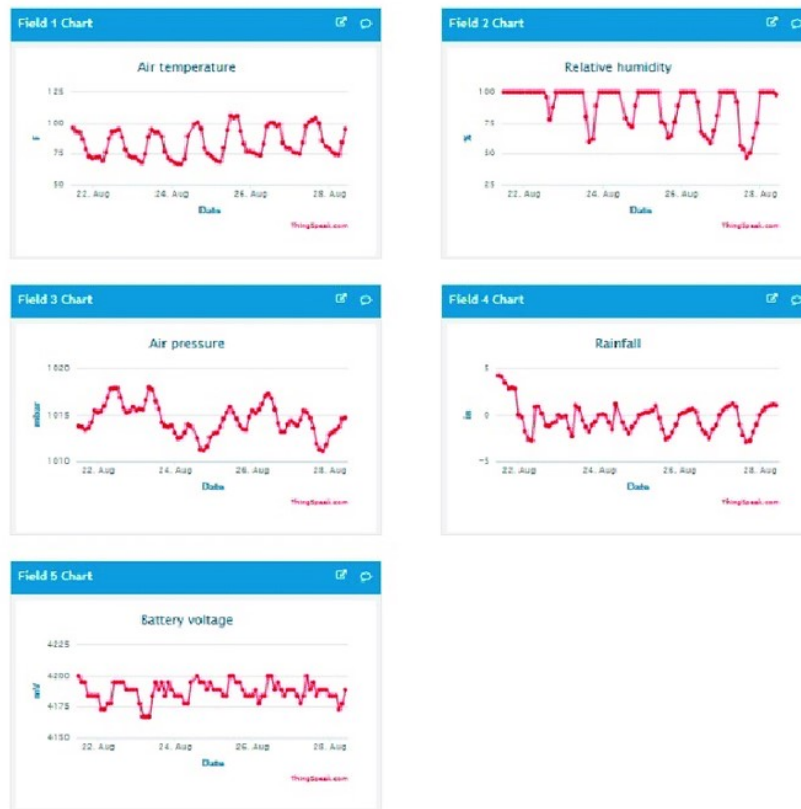 Field 1 Chart
Air temperature
125
100
75
50
F
22. Aug
24. Aug
26. Aug
28. Aug
Date
ThingSpeak.com
Field 2 Chart
Relative humidity
100
75
50
25
%
22. Aug
24. Aug
26. Aug
28. Aug
Date
ThingSpeak.com
Field 3 Chart
Air pressure
1020
1015
1010
mbar
22. Aug
24. Aug
26. Aug
28. Aug
Date
ThingSpeak.com
Field 4 Chart
Rainfall
5
0
-5
in
22. Aug
24. Aug
26. Aug
28. Aug
Date
ThingSpeak.com
Field 5 Chart
Battery voltage
4225
4200
4175
4150
mV
22. Aug
24. Aug
26. Aug
28. Aug
Date
ThingSpeak.com